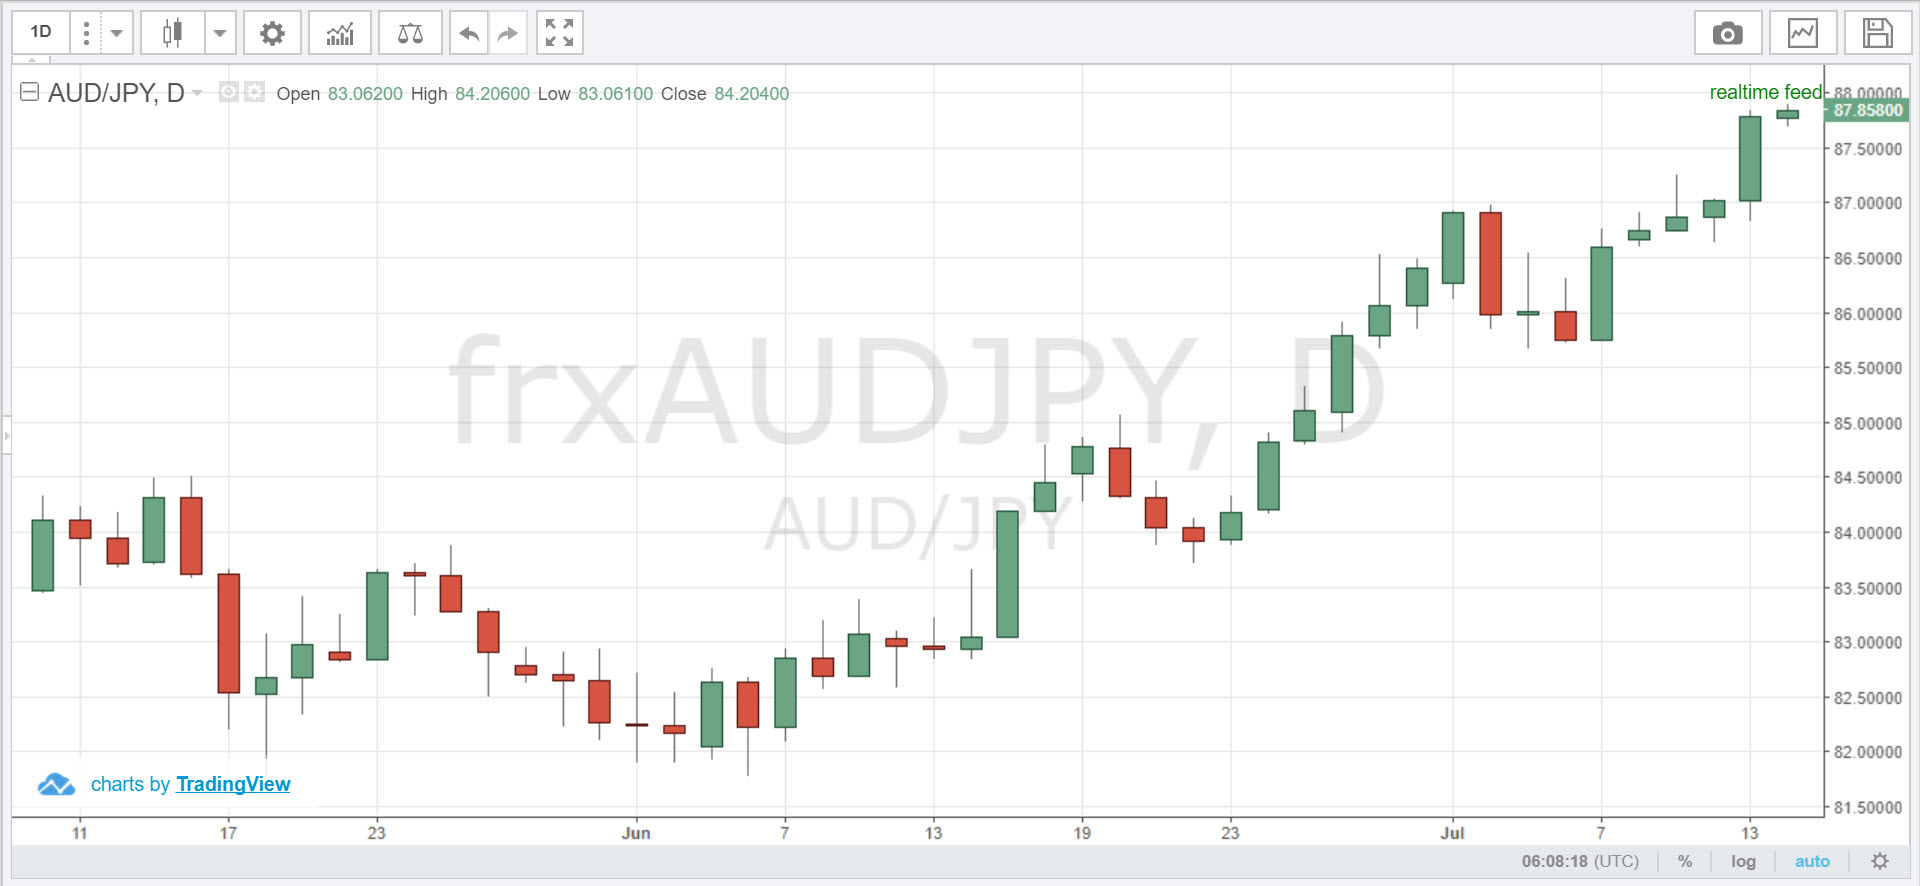 1D
AUD/JPY, D Open 83.06200 High 84.20600 Low 83.06100 Close 84.20400
realtime feed
88.00000
87.85800
87.50000
87.00000
86.50000
86.00000
85.50000
85.00000
84.50000
84.00000
83.50000
83.00000
82.50000
82.00000
81.50000
frxAUDJPY, D
AUD/JPY
charts by TradingView
11 17 23 Jun 7 13 19 23 Jul 7 13
06:08:18 (UTC) % log auto